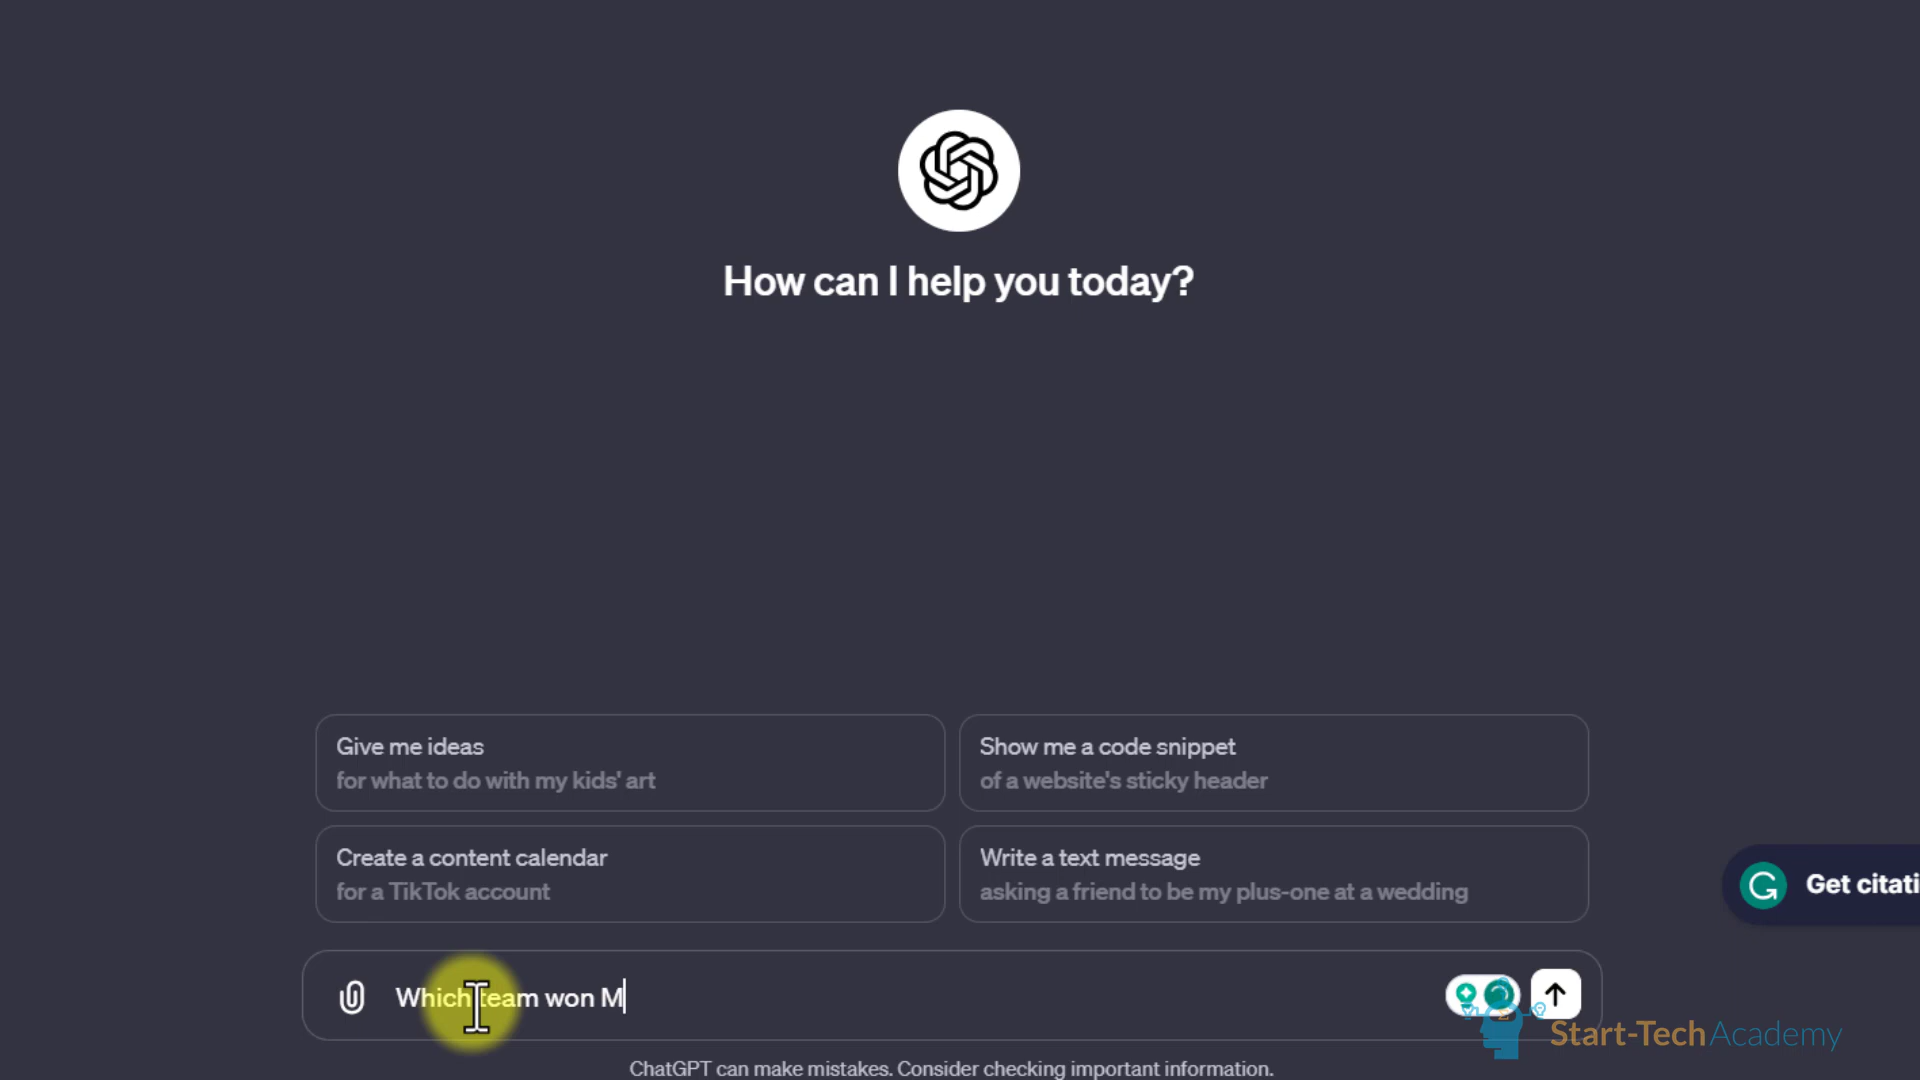 How can I help you today?
Give me ideas
for what to do with my kids' art
Show me a code snippet
of a website's sticky header
Create a content calendar
for a TikTok account
Write a text message
asking a friend to be my plus-one at a wedding
Get citati
Which team won M
Start-Tech Academy
ChatGPT can make mistakes. Consider checking important information.